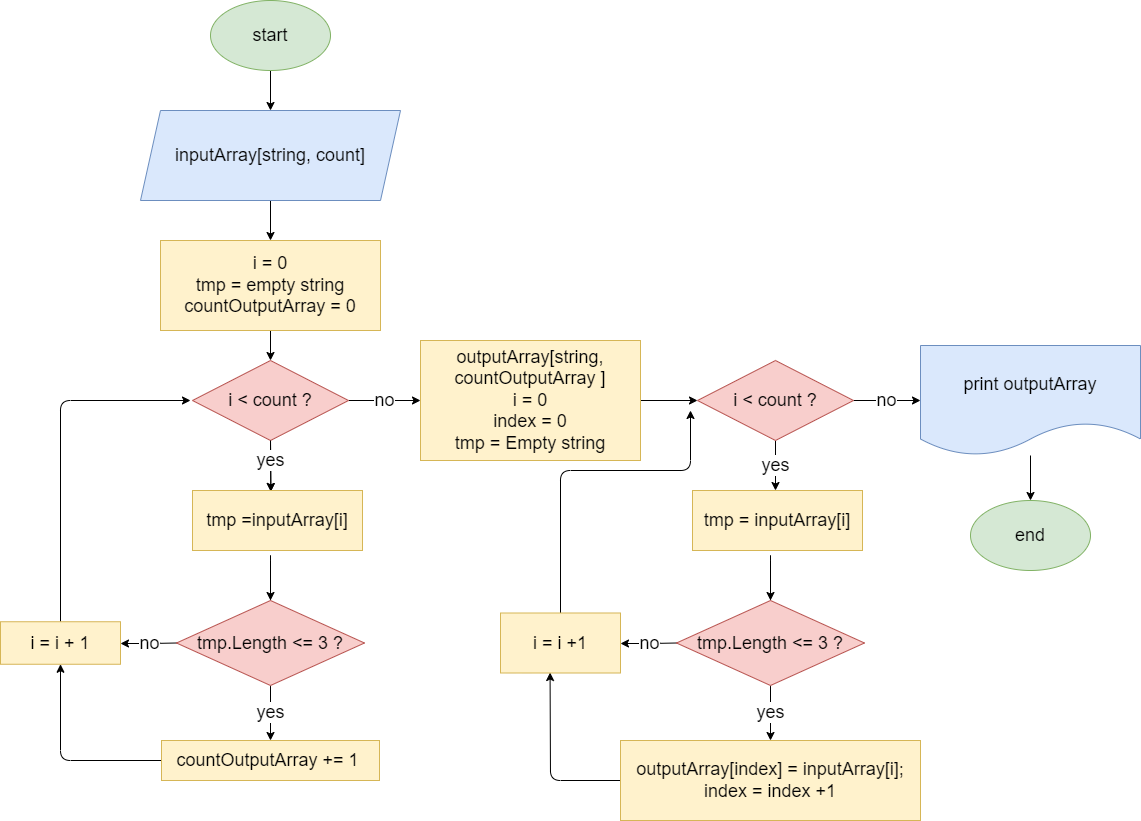 start
inputArray[string, count]
i = 0
tmp = empty string
countOutputArray = 0
i < count ?
no
yes
tmp =inputArray[i]
tmp.Length <= 3 ?
no
i = i + 1
yes
countOutputArray += 1
outputArray[string,
countOutputArray ]
i = 0
index = 0
tmp = Empty string
i < count ?
no
yes
tmp = inputArray[i]
tmp.Length <= 3 ?
no
i = i +1
yes
outputArray[index] = inputArray[i];
index = index +1
print outputArray
end